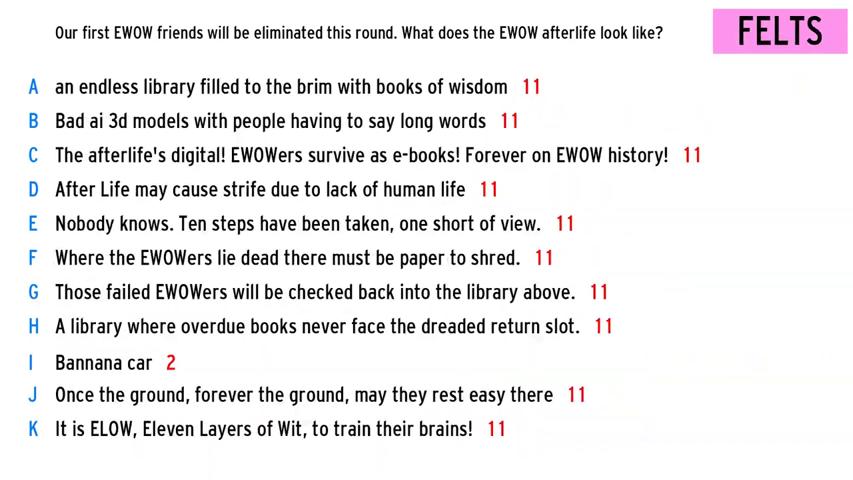 Our first EWOW friends will be eliminated this round. What does the EWOW afterlife look like?
FELTS
A an endless library filled to the brim with books of wisdom 11
B Bad ai 3d models with people having to say long words 11
C The afterlife's digital! EWOWers survive as e-books! Forever on EWOW history! 11
D After Life may cause strife due to lack of human life 11
E Nobody knows. Ten steps have been taken, one short of view. 11
F Where the EWOWers lie dead there must be paper to shred. 11
G Those failed EWOWers will be checked back into the library above. 11
H A library where overdue books never face the dreaded return slot. 11
I Bannana car 2
J Once the ground, forever the ground, may they rest easy there 11
K It is ELOW, Eleven Layers of Wit, to train their brains! 11